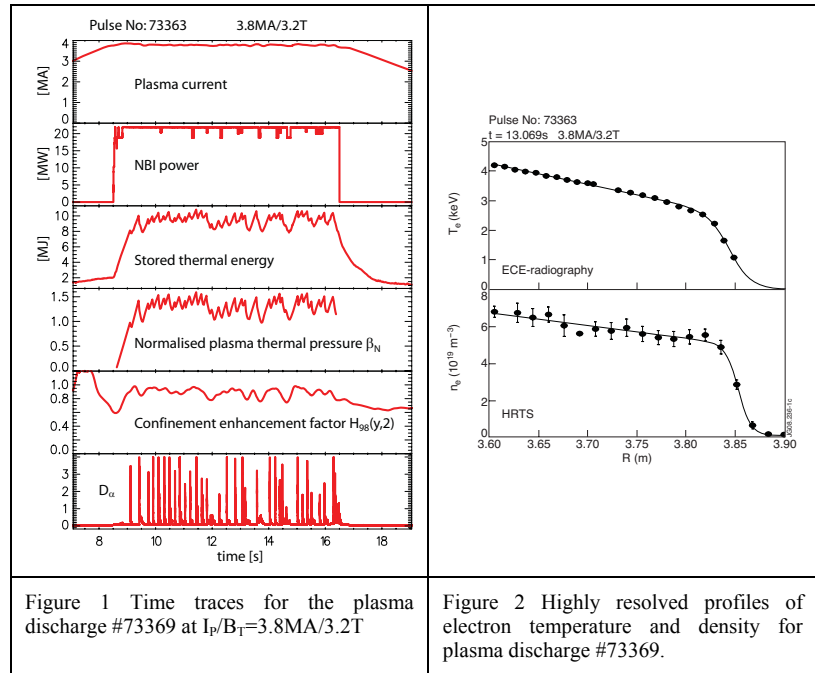 Pulse No: 73363 3.8MA/3.2T
4
3
2
1
0
[MA]
Plasma current
20
15
10
5
0
[MW]
NBI power
10
8
6
4
2
[MJ]
Stored thermal energy
1.5
1.0
0.5
0.0
Normalised plasma thermal pressure βN
1.0
0.8
0.4
0.0
Confinement enhancement factor H98(y,2)
3
2
1
0
Dα
8 10 12 14 16 18
time [s]
Figure 1 Time traces for the plasma
discharge #73369 at IP/BT=3.8MA/3.2T
Pulse No: 73363
t = 13.069s 3.8MA/3.2T
5
4
3
2
1
0
Te (keV)
ECE-radiography
8
6
4
2
0
ne (10¹⁹ m⁻³)
HRTS
3.60 3.65 3.70 3.75 3.80 3.85 3.90
R (m)
JG08.236-1c
Figure 2 Highly resolved profiles of
electron temperature and density for
plasma discharge #73369.